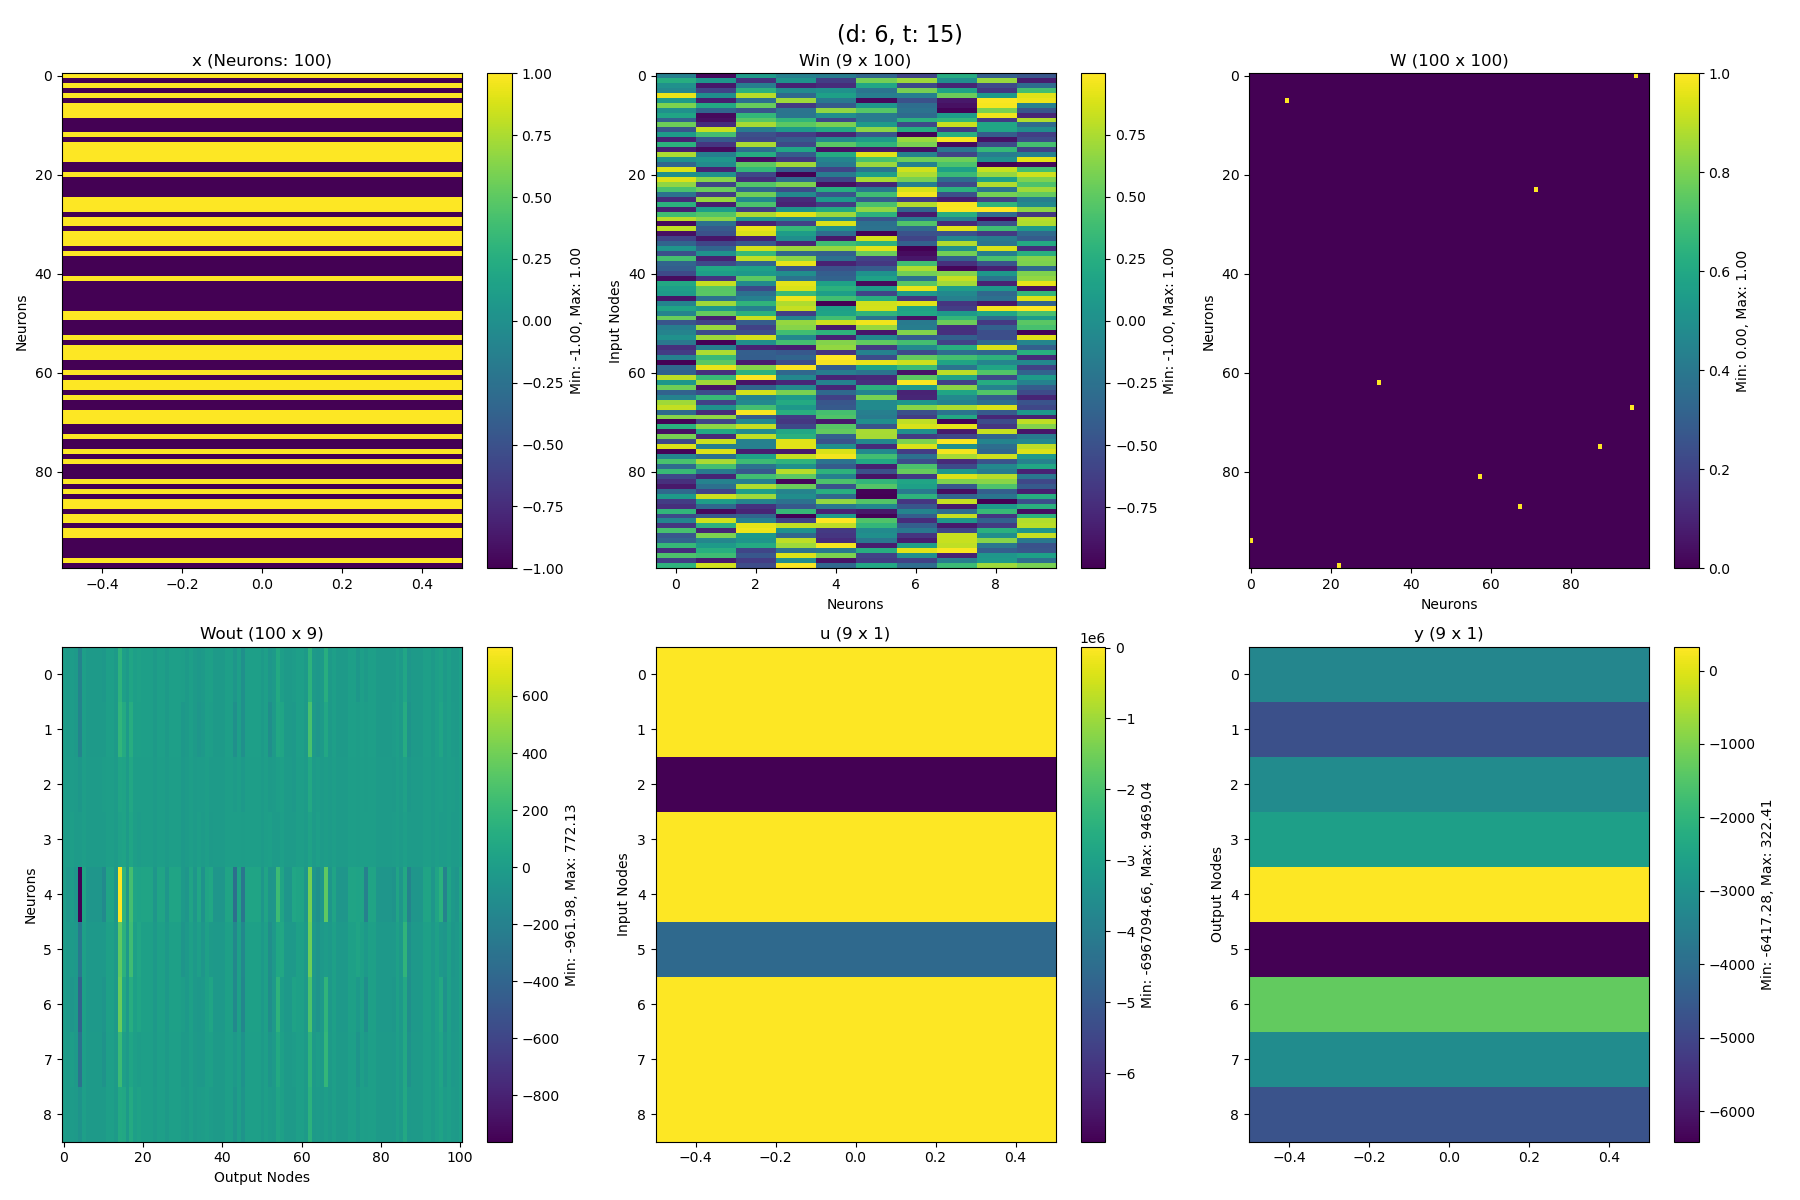 (d: 6, t: 15)
x (Neurons: 100)
Neurons
0
20
40
60
80
−0.4 −0.2 0.0 0.2 0.4
1.00
0.75
0.50
0.25
0.00
−0.25
−0.50
−0.75
−1.00
Min: -1.00, Max: 1.00
Win (9 x 100)
Input Nodes
0
20
40
60
80
0 2 4 6 8
Neurons
0.75
0.50
0.25
0.00
−0.25
−0.50
−0.75
Min: -1.00, Max: 1.00
W (100 x 100)
Neurons
0
20
40
60
80
0 20 40 60 80
Neurons
1.0
0.8
0.6
0.4
0.2
0.0
Min: 0.00, Max: 1.00
Wout (100 x 9)
Neurons
0
1
2
3
4
5
6
7
8
0 20 40 60 80 100
Output Nodes
600
400
200
0
−200
−400
−600
−800
Min: -961.98, Max: 772.13
u (9 x 1)
Input Nodes
0
1
2
3
4
5
6
7
8
−0.4 −0.2 0.0 0.2 0.4
1e6
0
−1
−2
−3
−4
−5
−6
Min: -6967094.66, Max: 9469.04
y (9 x 1)
Output Nodes
0
1
2
3
4
5
6
7
8
−0.4 −0.2 0.0 0.2 0.4
0
−1000
−2000
−3000
−4000
−5000
−6000
Min: -6417.28, Max: 322.41